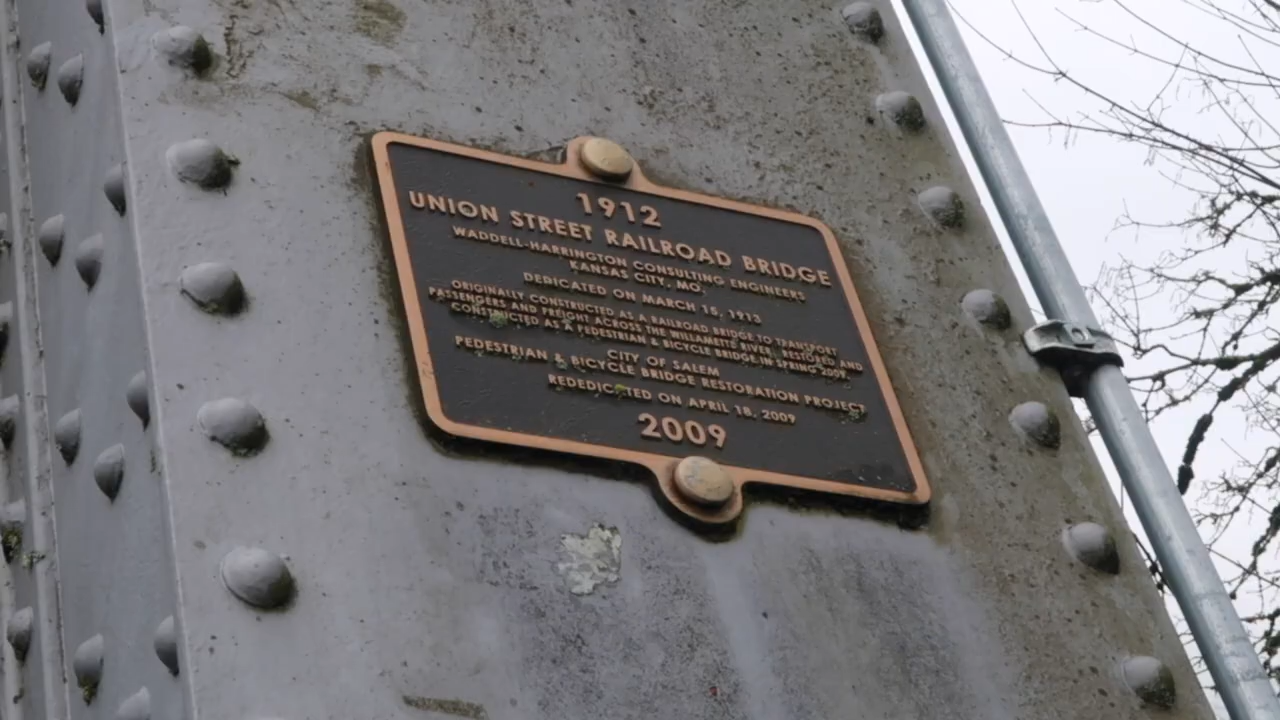 1912
UNION STREET RAILROAD BRIDGE
WADDELL-HARRINGTON CONSULTING ENGINEERS
KANSAS CITY, MO.
DEDICATED ON MARCH 15, 1913
ORIGINALLY CONSTRUCTED AS A RAILROAD BRIDGE TO TRANSPORT
PASSENGERS AND FREIGHT ACROSS THE WILLAMETTE RIVER. RESTORED AND
CONSTRUCTED AS A PEDESTRIAN & BICYCLE BRIDGE IN SPRING 2009.
CITY OF SALEM
PEDESTRIAN & BICYCLE BRIDGE RESTORATION PROJECT
REDEDICATED ON APRIL 18, 2009
2009